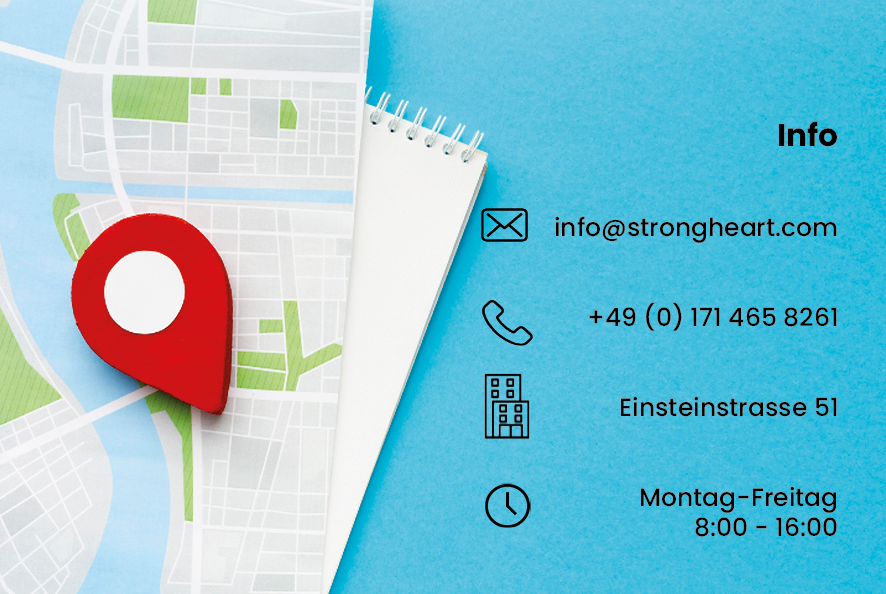 Info
info@strongheart.com
+49 (0) 171 465 8261
Einsteinstrasse 51
Montag-Freitag
8:00 - 16:00